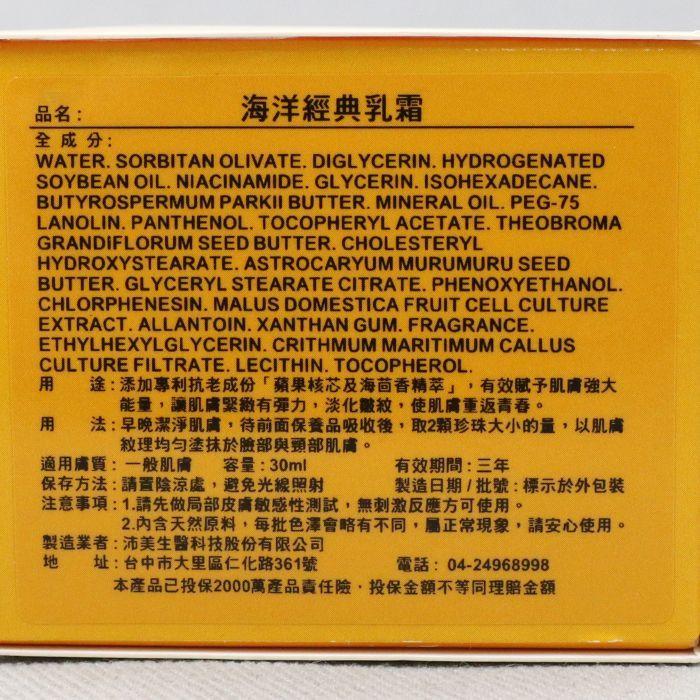 品名: 海洋經典乳霜
全成分:
WATER. SORBITAN OLIVATE. DIGLYCERIN. HYDROGENATED
SOYBEAN OIL. NIACINAMIDE. GLYCERIN. ISOHEXADECANE.
BUTYROSPERMUM PARKII BUTTER. MINERAL OIL. PEG-75
LANOLIN. PANTHENOL. TOCOPHERYL ACETATE. THEOBROMA
GRANDIFLORUM SEED BUTTER. CHOLESTERYL
HYDROXYSTEARATE. ASTROCARYUM MURUMURU SEED
BUTTER. GLYCERYL STEARATE CITRATE. PHENOXYETHANOL.
CHLORPHENESIN. MALUS DOMESTICA FRUIT CELL CULTURE
EXTRACT. ALLANTOIN. XANTHAN GUM. FRAGRANCE.
ETHYLHEXYLGLYCERIN. CRITHMUM MARITIMUM CALLUS
CULTURE FILTRATE. LECITHIN. TOCOPHEROL.
用 途:添加專利抗老成份「蘋果核芯及海茴香精萃」,有效賦予肌膚強大
能量,讓肌膚緊緻有彈力,淡化皺紋,使肌膚重返青春。
用 法:早晚潔淨肌膚,待前面保養品吸收後,取2顆珍珠大小的量,以肌膚
紋理均勻塗抹於臉部與頸部肌膚。
適用膚質:一般肌膚 容量:30ml 有效期間:三年
保存方法:請置陰涼處,避免光線照射 製造日期/批號:標示於外包裝
注意事項:1.請先做局部皮膚敏感性測試,無刺激反應方可使用。
2.內含天然原料,每批色澤會略有不同,屬正常現象,請安心使用。
製造業者:沛美生醫科技股份有限公司
地 址:台中市大里區仁化路361號 電話: 04-24968998
本產品已投保2000萬產品責任險,投保金額不等同理賠金額